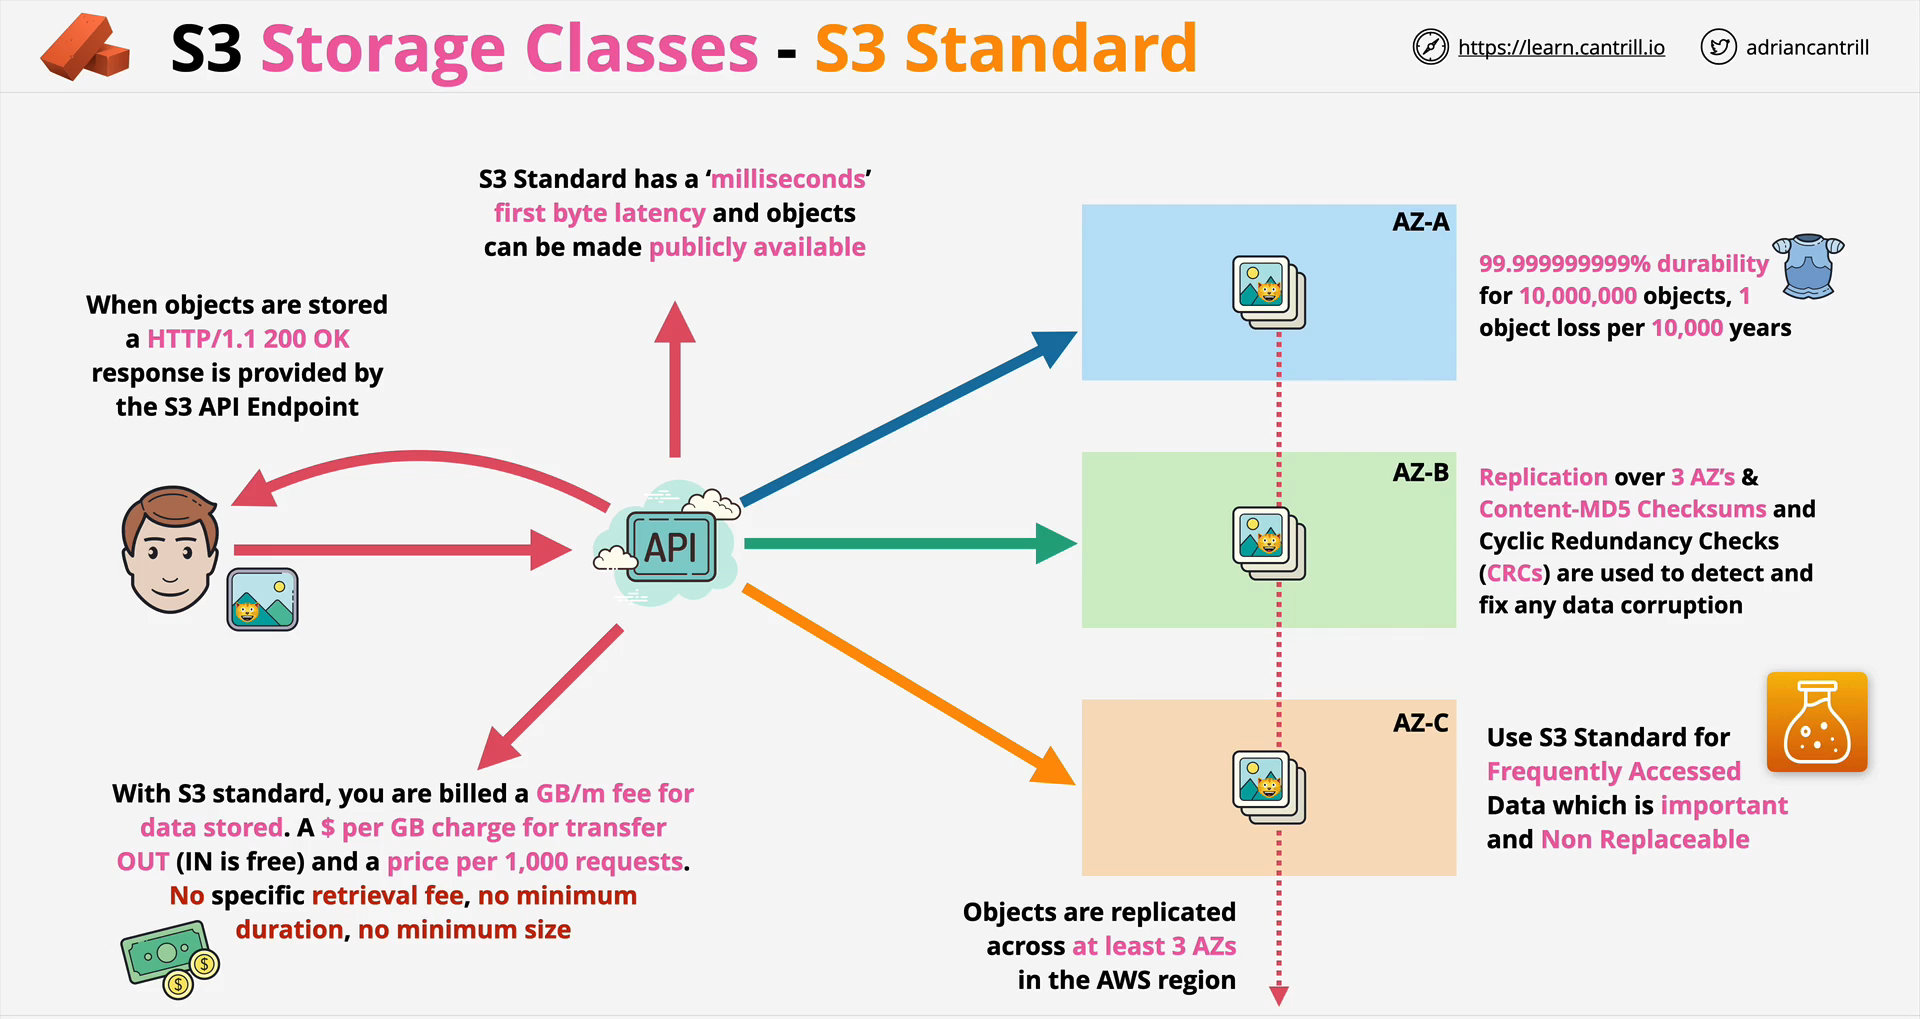 S3 Storage Classes - S3 Standard
https://learn.cantrill.io
adriancantrill
S3 Standard has a ‘milliseconds’
first byte latency and objects
can be made publicly available
When objects are stored
a HTTP/1.1 200 OK
response is provided by
the S3 API Endpoint
API
With S3 standard, you are billed a GB/m fee for
data stored. A $ per GB charge for transfer
OUT (IN is free) and a price per 1,000 requests.
No specific retrieval fee, no minimum
duration, no minimum size
$
$
AZ-A
99.999999999% durability
for 10,000,000 objects, 1
object loss per 10,000 years
AZ-B
Replication over 3 AZ’s &
Content-MD5 Checksums and
Cyclic Redundancy Checks
(CRCs) are used to detect and
fix any data corruption
AZ-C
Use S3 Standard for
Frequently Accessed
Data which is important
and Non Replaceable
Objects are replicated
across at least 3 AZs
in the AWS region